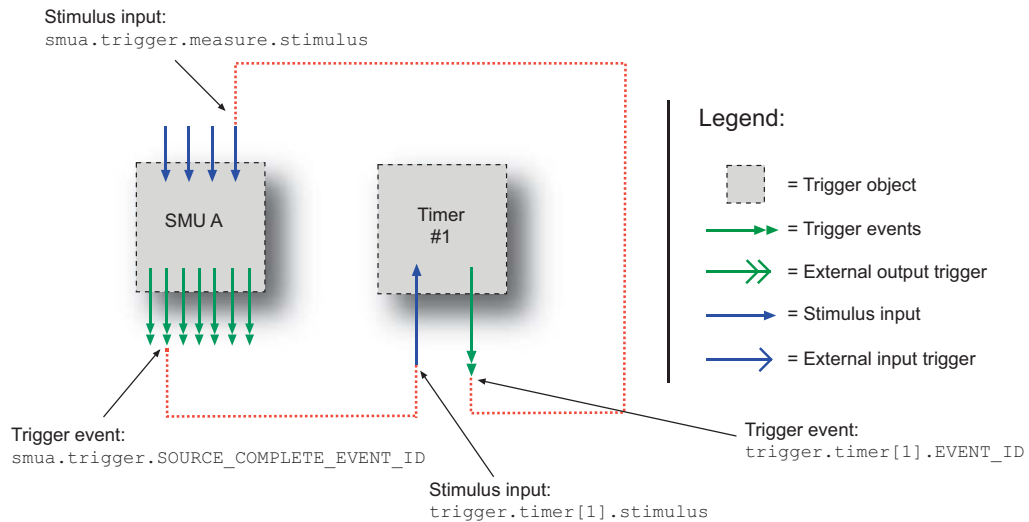 Stimulus input:
smua.trigger.measure.stimulus
Legend:
SMU A
Timer
#1
= Trigger object
= Trigger events
= External output trigger
= Stimulus input
= External input trigger
Trigger event:
smua.trigger.SOURCE_COMPLETE_EVENT_ID
Trigger event:
trigger.timer[1].EVENT_ID
Stimulus input:
trigger.timer[1].stimulus